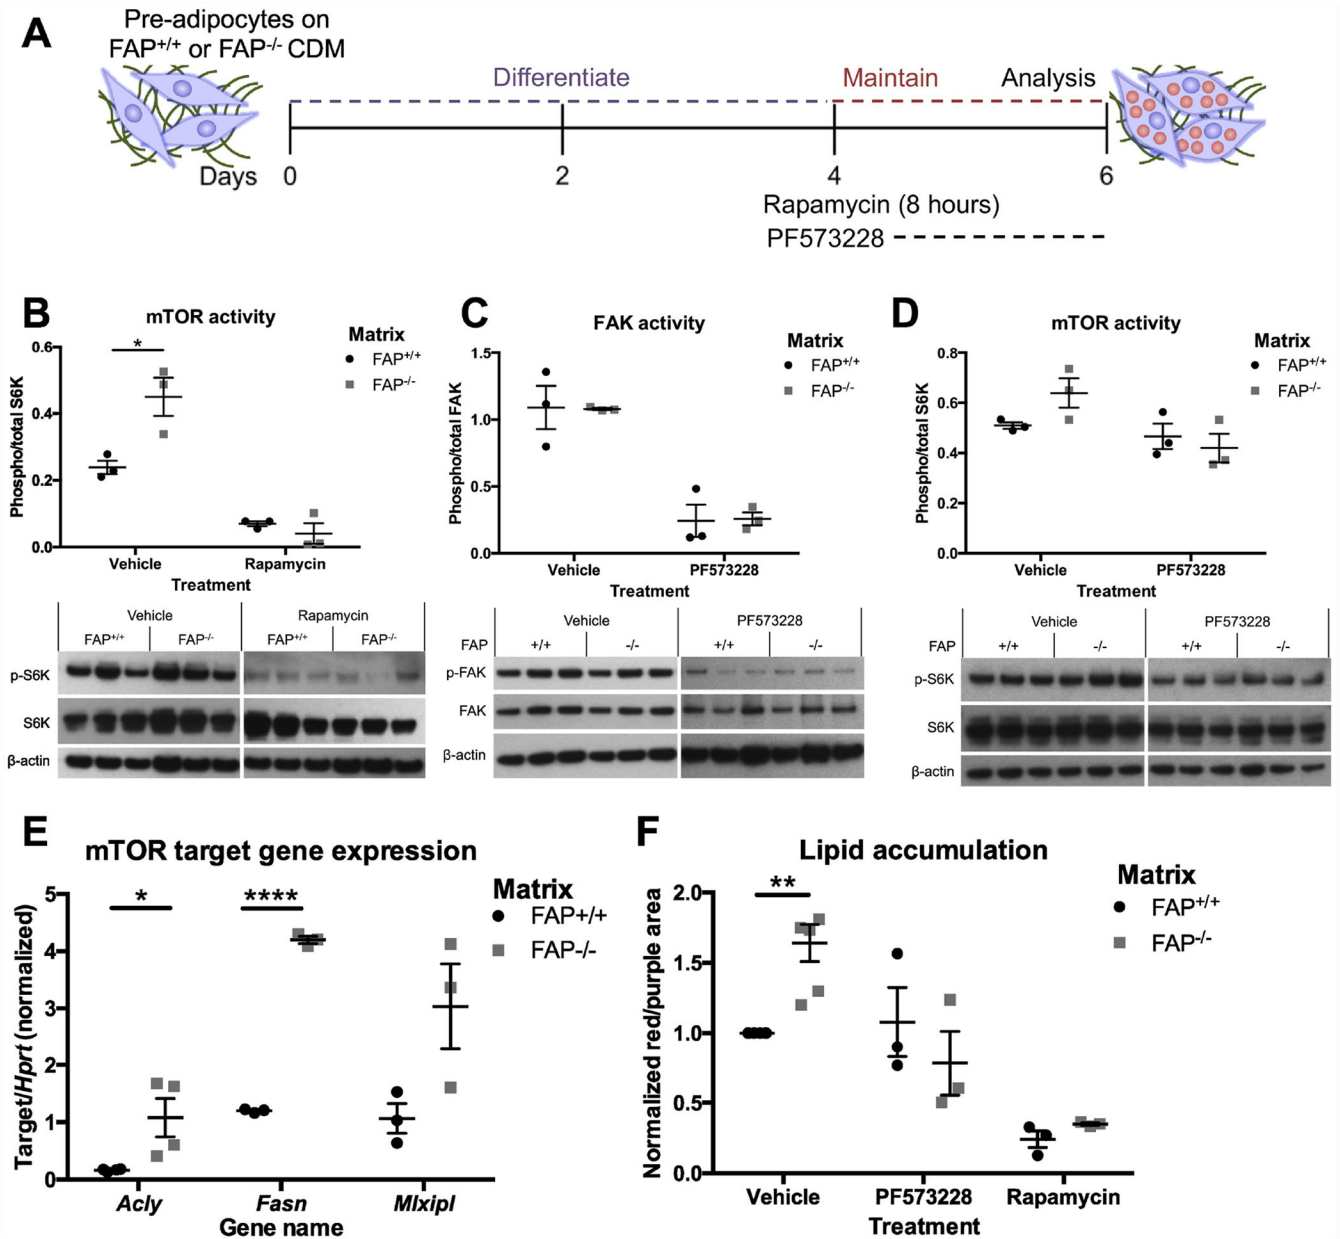 A
Pre-adipocytes on
FAP+/+ or FAP-/- CDM
Differentiate
Maintain
Analysis
Days
0
2
4
6
Rapamycin (8 hours)
PF573228
B
mTOR activity
Matrix
FAP+/+
FAP-/-
*
Phospho/total S6K
0.6
0.4
0.2
0.0
Vehicle
Rapamycin
Treatment
Vehicle
Rapamycin
FAP+/+
FAP-/-
FAP+/+
FAP-/-
p-S6K
S6K
β-actin
C
FAK activity
Matrix
FAP+/+
FAP-/-
Phospho/total FAK
1.5
1.0
0.5
0.0
Vehicle
PF573228
Treatment
Vehicle
PF573228
FAP
+/+
-/-
+/+
-/-
p-FAK
FAK
β-actin
D
mTOR activity
Matrix
FAP+/+
FAP-/-
Phospho/total S6K
0.8
0.6
0.4
0.2
0.0
Vehicle
PF573228
Treatment
Vehicle
PF573228
FAP
+/+
-/-
+/+
-/-
p-S6K
S6K
β-actin
E
mTOR target gene expression
Matrix
FAP+/+
FAP-/-
*
****
Target/Hprt (normalized)
5
4
3
2
1
0
Acly
Fasn
Mlxipl
Gene name
F
Lipid accumulation
Matrix
FAP+/+
FAP-/-
**
Normalized red/purple area
2.0
1.5
1.0
0.5
0.0
Vehicle
PF573228
Rapamycin
Treatment